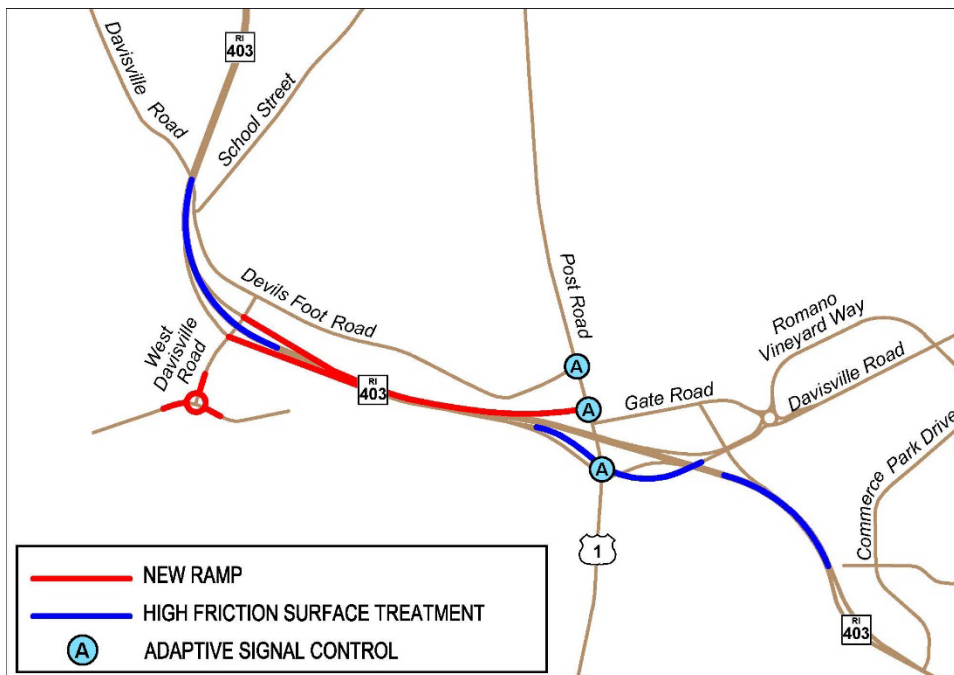 RI
403
Davisville Road
School Street
Devils Foot Road
Post Road
West
Davisville
Road
RI
403
A
A
A
Gate Road
Romano
Vineyard Way
Davisville Road
Commerce Park Drive
1
RI
403
NEW RAMP
HIGH FRICTION SURFACE TREATMENT
A ADAPTIVE SIGNAL CONTROL